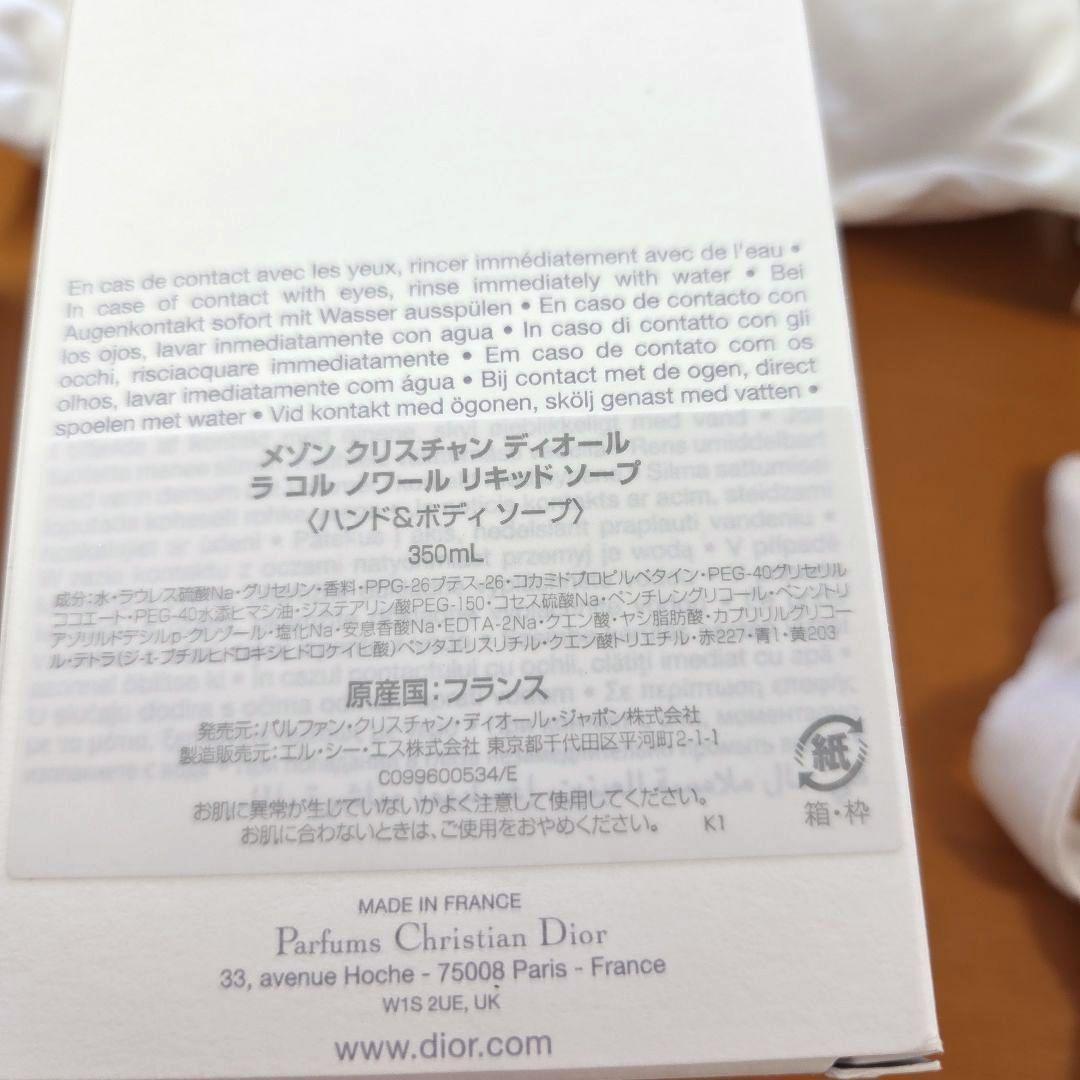 En cas de contact avec les yeux, rincer immédiatement avec de l'eau •
In case of contact with eyes, rinse immediately with water • Bei
Augenkontakt sofort mit Wasser ausspülen • En caso de contacto con
los ojos, lavar inmediatamente con agua • In caso di contatto con gli
occhi, risciacquare immediatamente • Em caso de contato com os
olhos, lavar imediatamente com água • Bij contact met de ogen, direct
spoelen met water • Vid kontakt med ögonen, skölj genast med vatten •
メゾン クリスチャン ディオール
ラ コル ノワール リキッド ソープ
〈ハンド&ボディ ソープ〉
350mL
成分:水・ラウレス硫酸Na・グリセリン・香料・PPG-26ブテス-26・コカミドプロピルベタイン・PEG-40グリセリル
ココエート・PEG-40水添ヒマシ油・ジステアリン酸PEG-150・コセス硫酸Na・ペンチレングリコール・ベンゾトリ
アゾリルドデシルp-クレゾール・塩化Na・安息香酸Na・EDTA-2Na・クエン酸・ヤシ脂肪酸・カプリリルグリコー
ル・テトラ(ジ-t-ブチルヒドロキシヒドロケイヒ酸)ペンタエリスリチル・クエン酸トリエチル・赤227・青1・黄203
原産国:フランス
発売元:パルファン・クリスチャン・ディオール・ジャポン株式会社
製造販売元:エル・シー・エス株式会社 東京都千代田区平河町2-1-1
C099600534/E
お肌に異常が生じていないかよく注意して使用してください。
お肌に合わないときは、ご使用をおやめください。 K1
紙
箱・枠
MADE IN FRANCE
Parfums Christian Dior
33, avenue Hoche - 75008 Paris - France
W1S 2UE, UK
www.dior.com